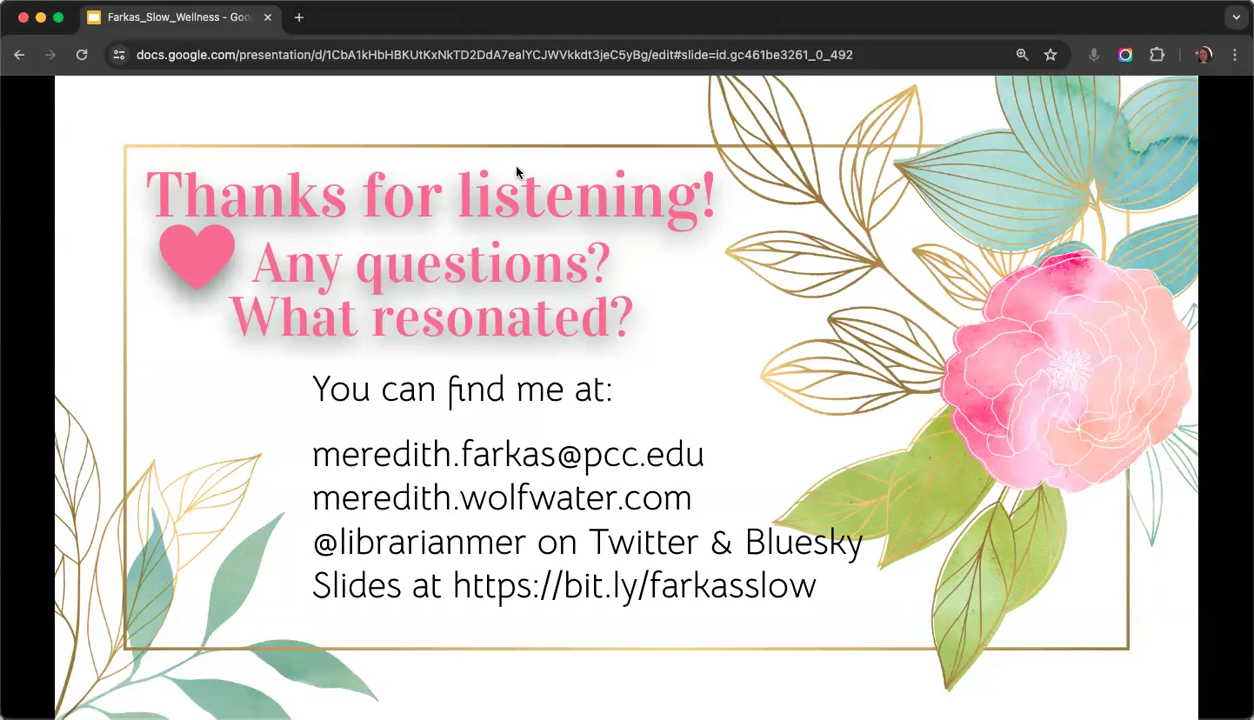 Farkas_Slow_Wellness - Goo
docs.google.com/presentation/d/1CbA1kHbHBKUtKxNkTD2DdA7ealYCJWVkkdt3jeC5yBg/edit#slide=id.gc461be3261_0_492
Thanks for listening!
Any questions?
What resonated?
You can find me at:
meredith.farkas@pcc.edu
meredith.wolfwater.com
@librarianmer on Twitter & Bluesky
Slides at https://bit.ly/farkasslow